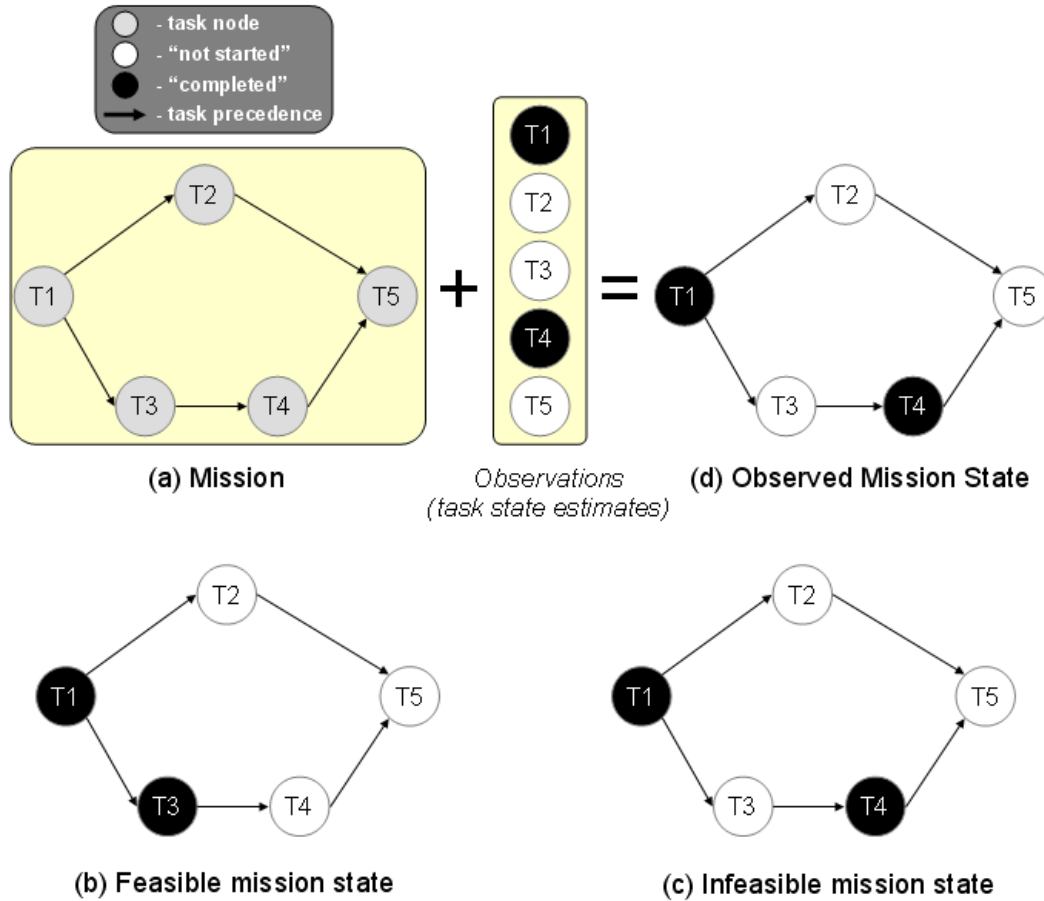 - task node
- “not started”
- “completed”
- task precedence
T1
T2
T3
T4
T5
(a) Mission
+
T1
T2
T3
T4
T5
Observations
(task state estimates)
=
T1
T2
T3
T4
T5
(d) Observed Mission State
T1
T2
T3
T4
T5
(b) Feasible mission state
T1
T2
T3
T4
T5
(c) Infeasible mission state